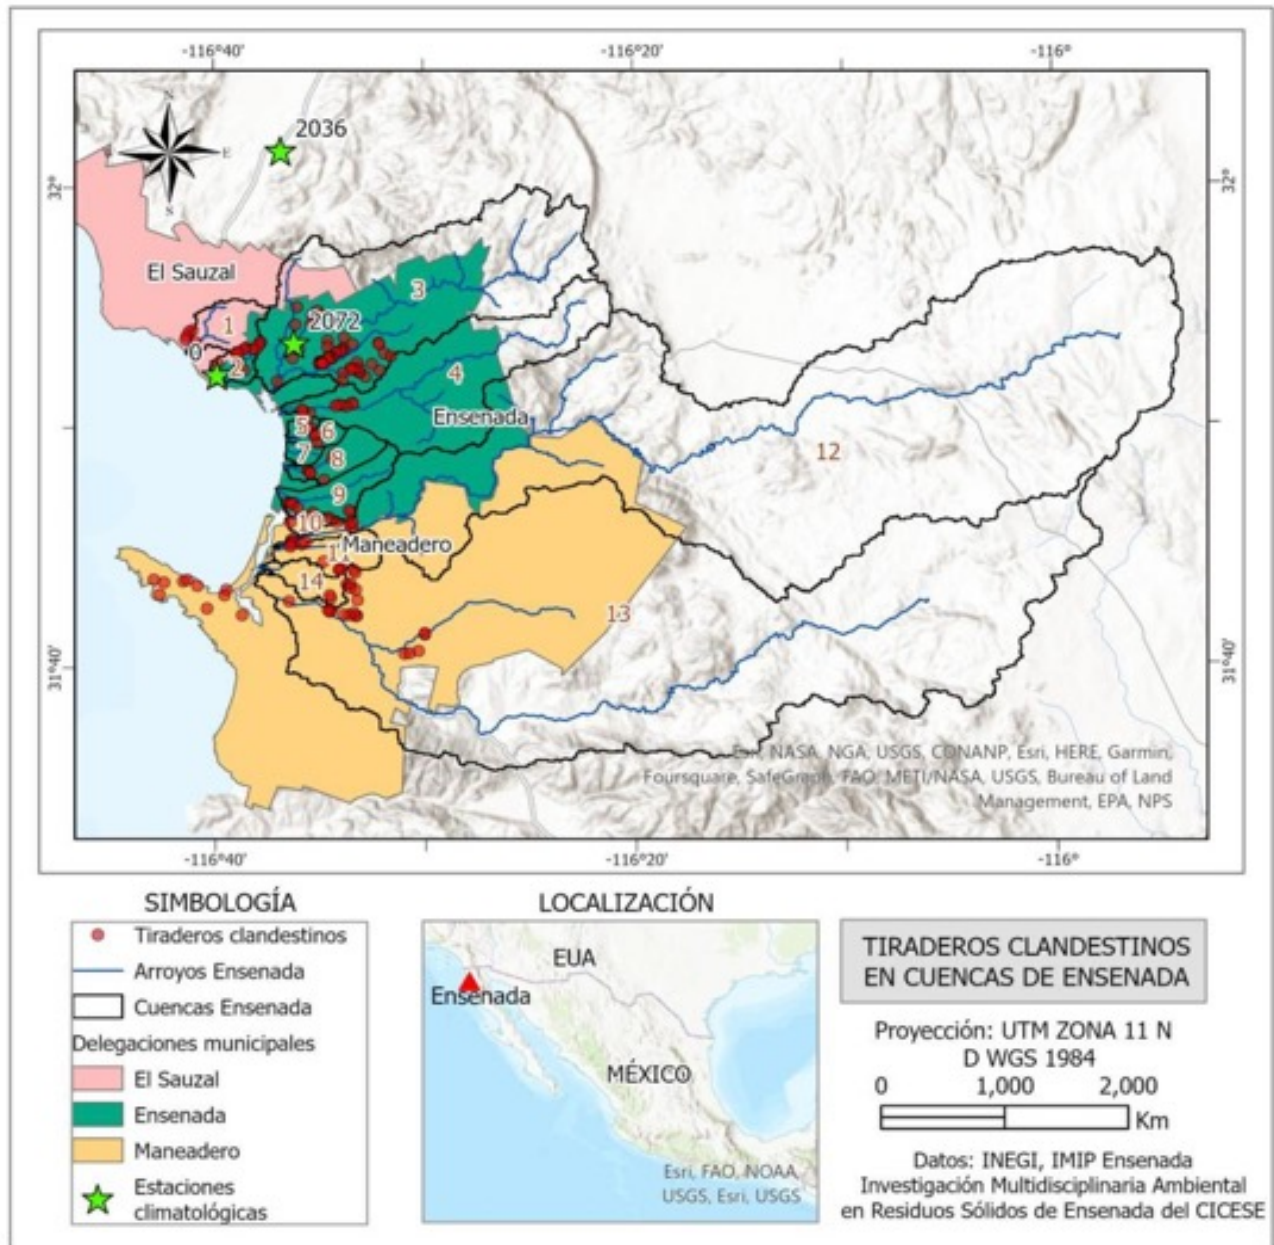 -116°40'
-116°20'
-116°
N
E
S
2036
32°
32°
El Sauzal
3
1
2072
0
2
4
Ensenada
5
6
7
8
12
9
10
Maneadero
14
13
31°40'
31°40'
Esri, NASA, NGA, USGS, CONANP, Esri, HERE, Garmin,
Foursquare, SafeGraph, FAO, METI/NASA, USGS, Bureau of Land
Management, EPA, NPS
-116°40'
-116°20'
-116°
SIMBOLOGÍA
Tiraderos clandestinos
Arroyos Ensenada
Cuencas Ensenada
Delegaciones municipales
El Sauzal
Ensenada
Maneadero
Estaciones
climatológicas
LOCALIZACIÓN
EUA
Ensenada
MÉXICO
Esri, FAO, NOAA,
USGS, Esri, USGS
TIRADEROS CLANDESTINOS
EN CUENCAS DE ENSENADA
Proyección: UTM ZONA 11 N
D WGS 1984
0 1,000 2,000
Km
Datos: INEGI, IMIP Ensenada
Investigación Multidisciplinaria Ambiental
en Residuos Sólidos de Ensenada del CICESE